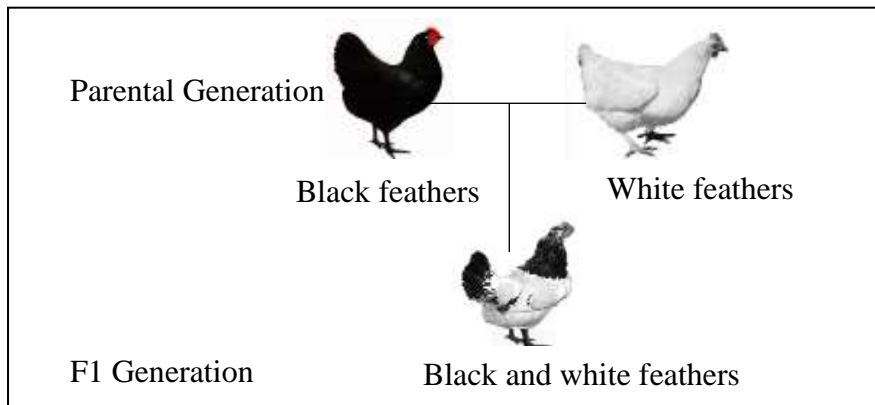 Parental Generation
Black feathers
White feathers
F1 Generation
Black and white feathers